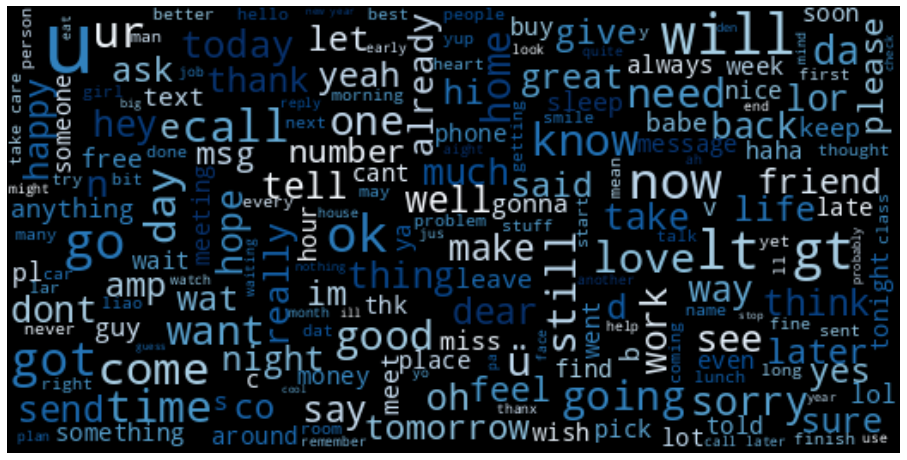 take care
person
eat
u
ur
man
better
hello
new year
best
people
buy
give
y
will
den
da
soon
mind
check
today
let
early
yup
home
look
quite
always
week
first
please
ask
job
thank
yeah
already
heart
hi
great
need
nice
lor
happy
someone
girl
big
text
reply
morning
phone
sleep
end
hey
e
call
next
one
smile
know
babe
back
keep
message
haha
thought
free
done
msg
number
aight
getting
ah
might
try
bit
n
day
meeting
hope
tell
cant
much
said
mean
now
friend
every
may
well
gonna
start
take
v
life
late
anything
many
go
house
hour
ok
ya
problem
stuff
jus
make
still
went
talk
class
wait
really
waiting
thing
leave
love
lt
yet
ll
gt
probably
pl
car
lar
amp
watch
nothing
another
dont
liao
wat
im
thk
dear
d
way
think
tonight
never
guy
month
ill
name
stop
want
dat
good
miss
ü
face
help
work
see
fine
sent
got
come
guess
night
meet
place
pa
find
b
coming
even
later
right
c
cool
money
yo
oh
feel
lunch
long
yes
send
time
s
co
say
thanx
going
sorry
year
lol
plan
something
around
room
remember
tomorrow
wish
pick
lot
told
call later
finish
sure
use